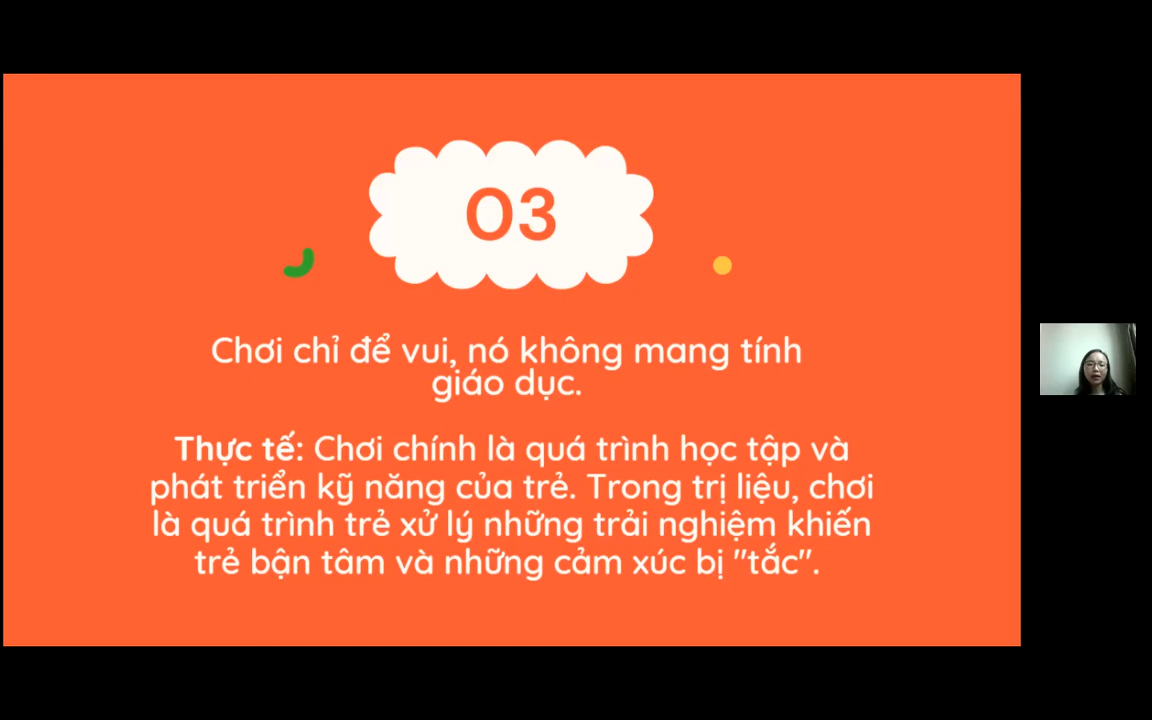 03
Chơi chỉ để vui, nó không mang tính
giáo dục.
Thực tế: Chơi chính là quá trình học tập và
phát triển kỹ năng của trẻ. Trong trị liệu, chơi
là quá trình trẻ xử lý những trải nghiệm khiến
trẻ bận tâm và những cảm xúc bị "tắc".